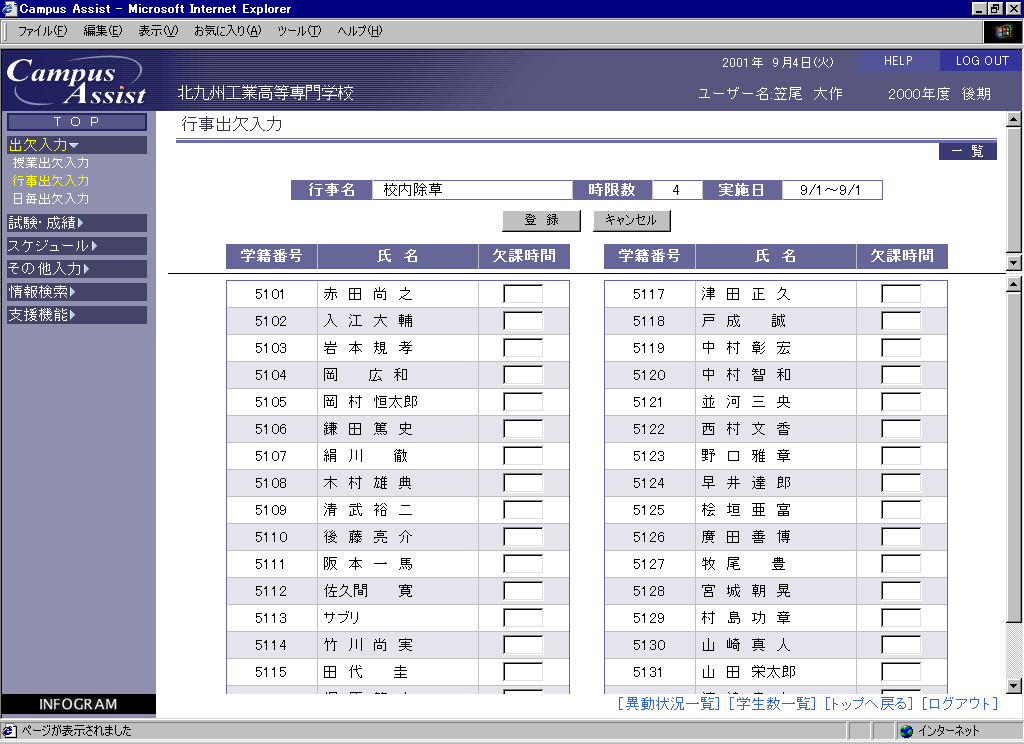 Campus Assist - Microsoft Internet Explorer
ファイル(F) 編集(E) 表示(V) お気に入り(A) ツール(T) ヘルプ(H)
Campus Assist
北九州工業高等専門学校
2001年 9月4日(火) HELP LOG OUT
ユーザー名:笠尾 大作 2000年度 後期
TOP
出欠入力
授業出欠入力
行事出欠入力
日毎出欠入力
試験・成績
スケジュール
その他入力
情報検索
支援機能
INFOGRAM
行事出欠入力
一覧
行事名 校内除草 時限数 4 実施日 9/1～9/1
登録 キャンセル
学籍番号 氏名 欠課時間 学籍番号 氏名 欠課時間
5101 赤田尚之 5117 津田正久
5102 入江大輔 5118 戸成 誠
5103 岩本規孝 5119 中村彰宏
5104 岡 広和 5120 中村智和
5105 岡村恒太郎 5121 並河三央
5106 鎌田篤史 5122 西村文香
5107 絹川 徹 5123 野口雅章
5108 木村雄典 5124 早井達郎
5109 清武裕二 5125 桧垣亜富
5110 後藤亮介 5126 廣田善博
5111 阪本一馬 5127 牧尾 豊
5112 佐久間 寛 5128 宮城朝晃
5113 サブリ 5129 村島功章
5114 竹川尚実 5130 山崎真人
5115 田代 圭 5131 山田栄太郎
[異動状況一覧] [学生数一覧] [トップへ戻る] [ログアウト]
ページが表示されました インターネット